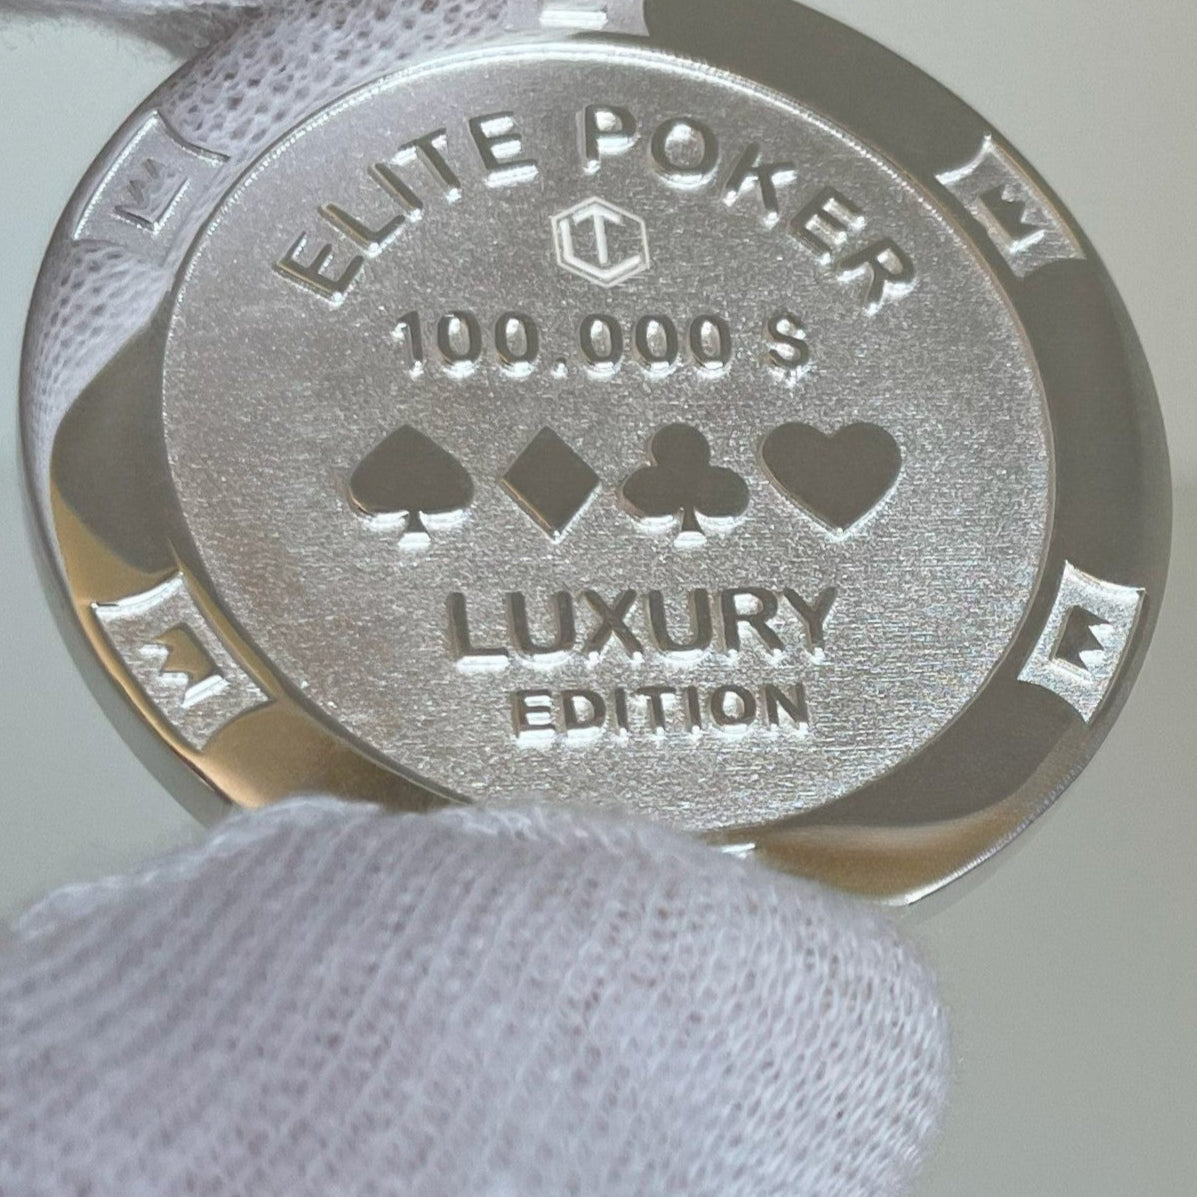 ELITE POKER
100.000 $
LUXURY
EDITION